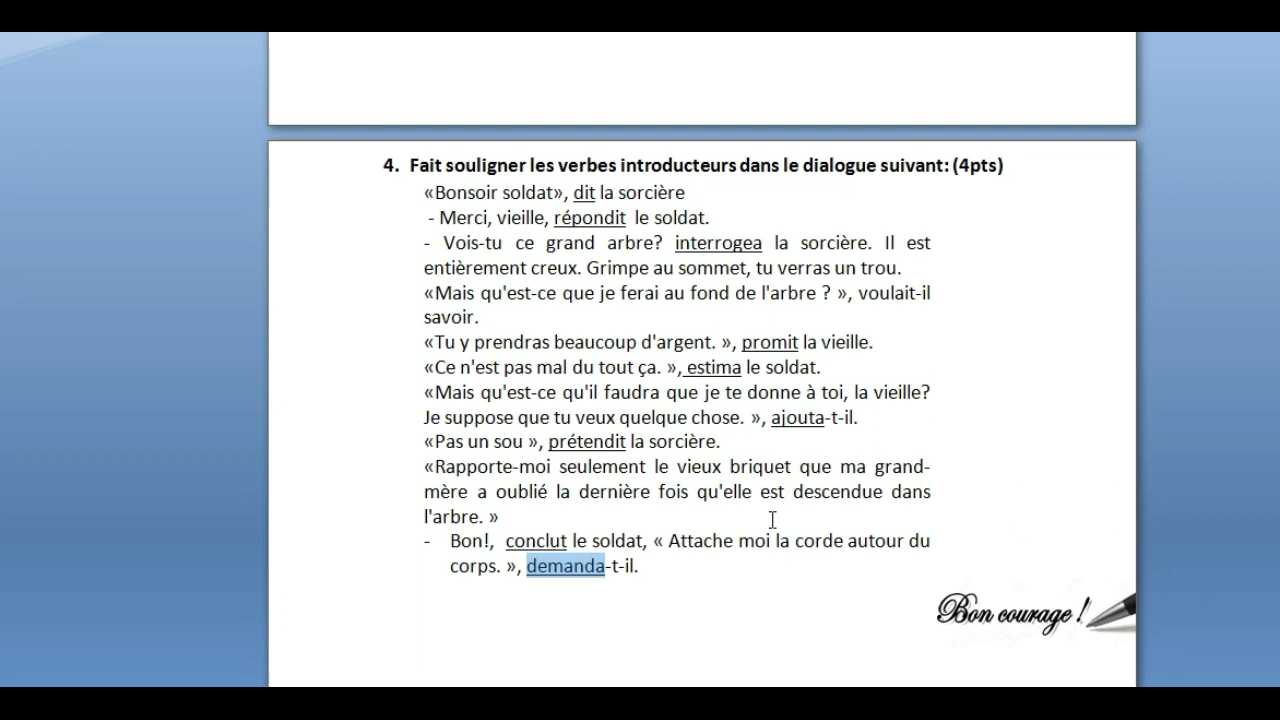 4. Fait souligner les verbes introducteurs dans le dialogue suivant: (4pts)
«Bonsoir soldat», dit la sorcière
- Merci, vieille, répondit le soldat.
- Vois-tu ce grand arbre? interrogea la sorcière. Il est
entièrement creux. Grimpe au sommet, tu verras un trou.
«Mais qu'est-ce que je ferai au fond de l'arbre ? », voulait-il
savoir.
«Tu y prendras beaucoup d'argent. », promit la vieille.
«Ce n'est pas mal du tout ça. », estima le soldat.
«Mais qu'est-ce qu'il faudra que je te donne à toi, la vieille?
Je suppose que tu veux quelque chose. », ajouta-t-il.
«Pas un sou », prétendit la sorcière.
«Rapporte-moi seulement le vieux briquet que ma grand-
mère a oublié la dernière fois qu'elle est descendue dans
l'arbre. »
- Bon!, conclut le soldat, « Attache moi la corde autour du
corps. », demanda-t-il.
Bon courage !